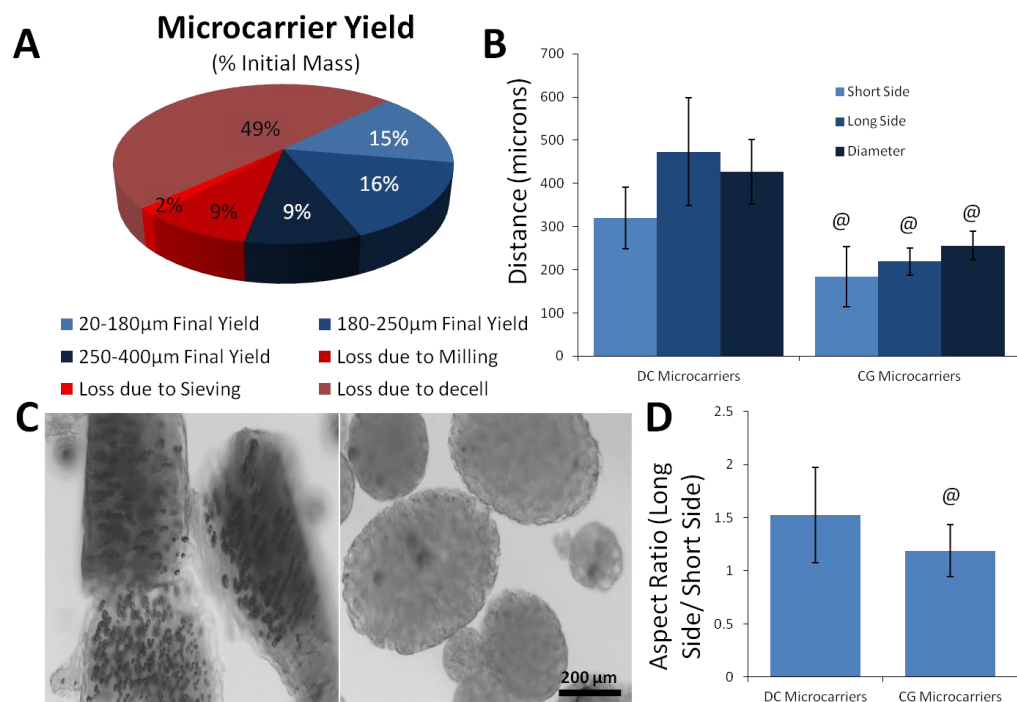 A
Microcarrier Yield
(% Initial Mass)
49%
15%
16%
9%
9%
2%
20-180µm Final Yield
180-250µm Final Yield
250-400µm Final Yield
Loss due to Milling
Loss due to Sieving
Loss due to decell
B
Distance (microns)
700
600
500
400
300
200
100
0
Short Side
Long Side
Diameter
@
@
@
DC Microcarriers
CG Microcarriers
C
200 µm
D
Aspect Ratio (Long
Side/ Short Side)
2.5
2
1.5
1
0.5
0
@
DC Microcarriers
CG Microcarriers